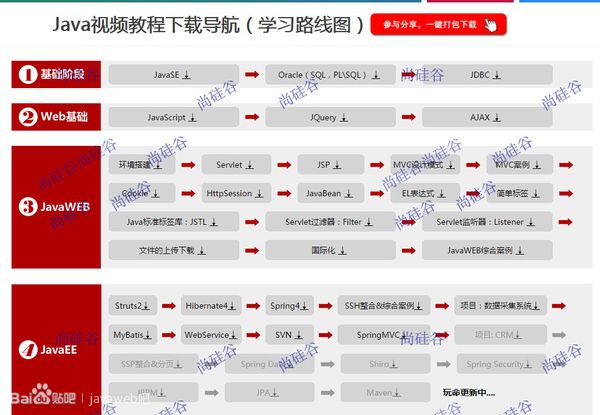 Java视频教程下载导航（学习路线图） 参与分享，一键打包下载
1 基础阶段 JavaSE Oracle（SQL，PL\SQL） JDBC
2 Web基础 JavaScript JQuery AJAX
环境搭建 Servlet JSP MVC设计模式 MVC案例
3 JavaWEB Cookie HttpSession JavaBean EL表达式 简单标签
Java标准标签库：JSTL Servlet过滤器：Filter Servlet监听器：Listener
文件的上传下载 国际化 JavaWEB综合案例
Struts2 Hibernate4 Spring4 SSH整合&综合案例 项目：数据采集系统
4 JavaEE MyBatis WebService SVN SpringMVC 项目: CRM
SSP整合&分页 Spring Data Shiro Spring Security
JBPM JPA Maven 玩命更新中....
尚硅谷
Bai贴吧 | javaweb吧